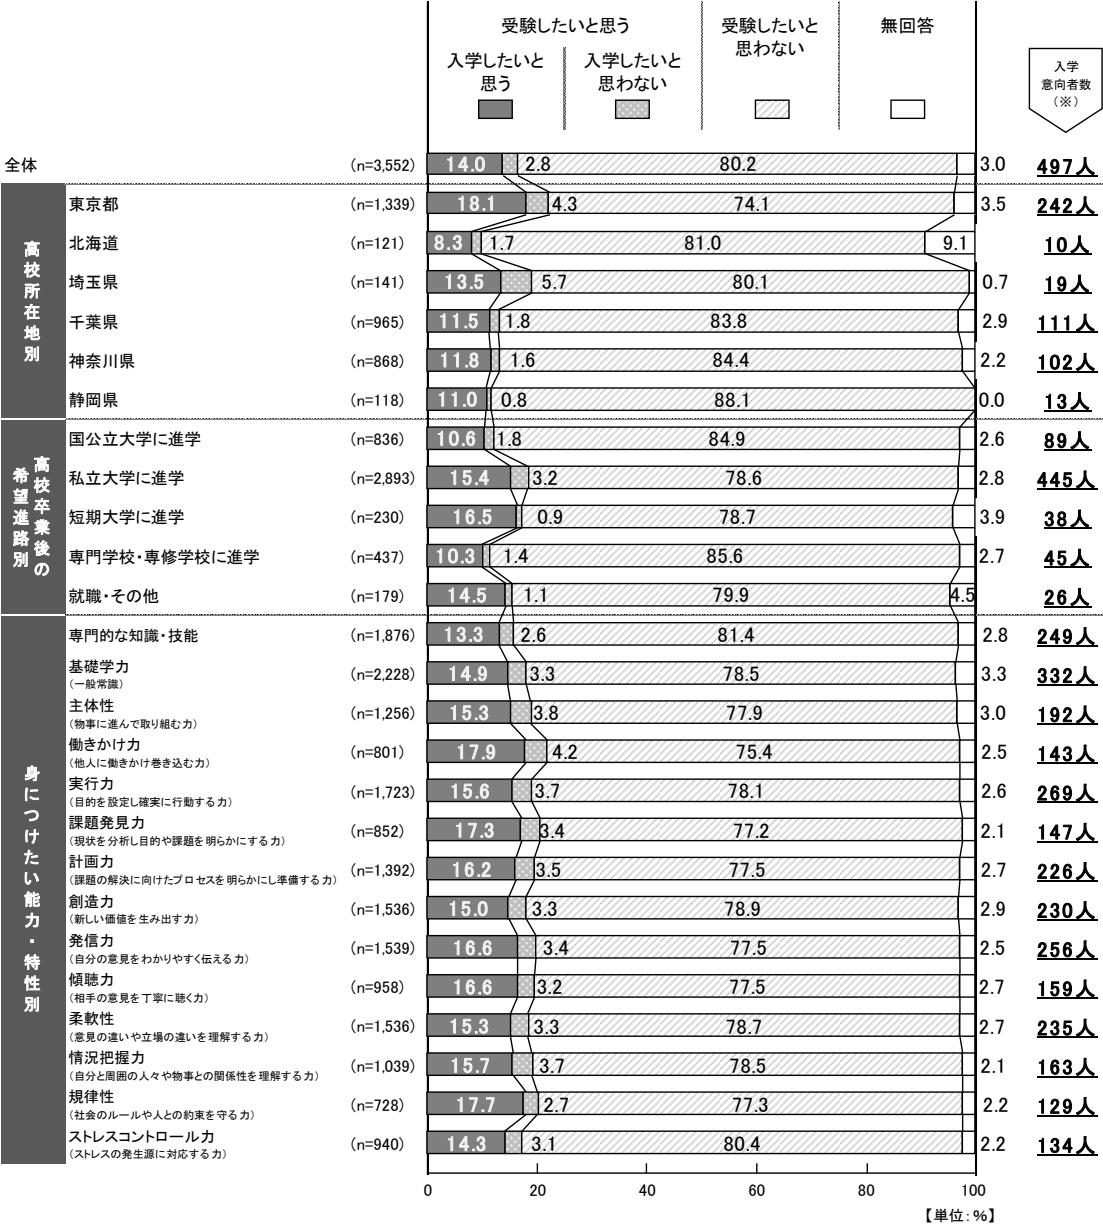 受験したいと思う
受験したいと
思わない
無回答
入学したいと
思う
入学したいと
思わない
入学
意向者数
（※）
全体 (n=3,552) 14.0 2.8 80.2 3.0 497人
高校所在地別
東京都 (n=1,339) 18.1 4.3 74.1 3.5 242人
北海道 (n=121) 8.3 1.7 81.0 9.1 10人
埼玉県 (n=141) 13.5 5.7 80.1 0.7 19人
千葉県 (n=965) 11.5 1.8 83.8 2.9 111人
神奈川県 (n=868) 11.8 1.6 84.4 2.2 102人
静岡県 (n=118) 11.0 0.8 88.1 0.0 13人
高校卒業後の
希望進路別
国公立大学に進学 (n=836) 10.6 1.8 84.9 2.6 89人
私立大学に進学 (n=2,893) 15.4 3.2 78.6 2.8 445人
短期大学に進学 (n=230) 16.5 0.9 78.7 3.9 38人
専門学校・専修学校に進学 (n=437) 10.3 1.4 85.6 2.7 45人
就職・その他 (n=179) 14.5 1.1 79.9 4.5 26人
身につけたい能力・特性別
専門的な知識・技能 (n=1,876) 13.3 2.6 81.4 2.8 249人
基礎学力 (n=2,228) 14.9 3.3 78.5 3.3 332人
（一般常識）
主体性 (n=1,256) 15.3 3.8 77.9 3.0 192人
（物事に進んで取り組む力）
働きかけ力 (n=801) 17.9 4.2 75.4 2.5 143人
（他人に働きかけ巻き込む力）
実行力 (n=1,723) 15.6 3.7 78.1 2.6 269人
（目的を設定し確実に行動する力）
課題発見力 (n=852) 17.3 3.4 77.2 2.1 147人
（現状を分析し目的や課題を明らかにする力）
計画力 (n=1,392) 16.2 3.5 77.5 2.7 226人
（課題の解決に向けたプロセスを明らかにし準備する力）
創造力 (n=1,536) 15.0 3.3 78.9 2.9 230人
（新しい価値を生み出す力）
発信力 (n=1,539) 16.6 3.4 77.5 2.5 256人
（自分の意見をわかりやすく伝える力）
傾聴力 (n=958) 16.6 3.2 77.5 2.7 159人
（相手の意見を丁寧に聴く力）
柔軟性 (n=1,536) 15.3 3.3 78.7 2.7 235人
（意見の違いや立場の違いを理解する力）
情況把握力 (n=1,039) 15.7 3.7 78.5 2.1 163人
（自分と周囲の人々や物事との関係性を理解する力）
規律性 (n=728) 17.7 2.7 77.3 2.2 129人
（社会のルールや人との約束を守る力）
ストレスコントロール力 (n=940) 14.3 3.1 80.4 2.2 134人
（ストレスの発生源に対応する力）
0 20 40 60 80 100
【単位：％】